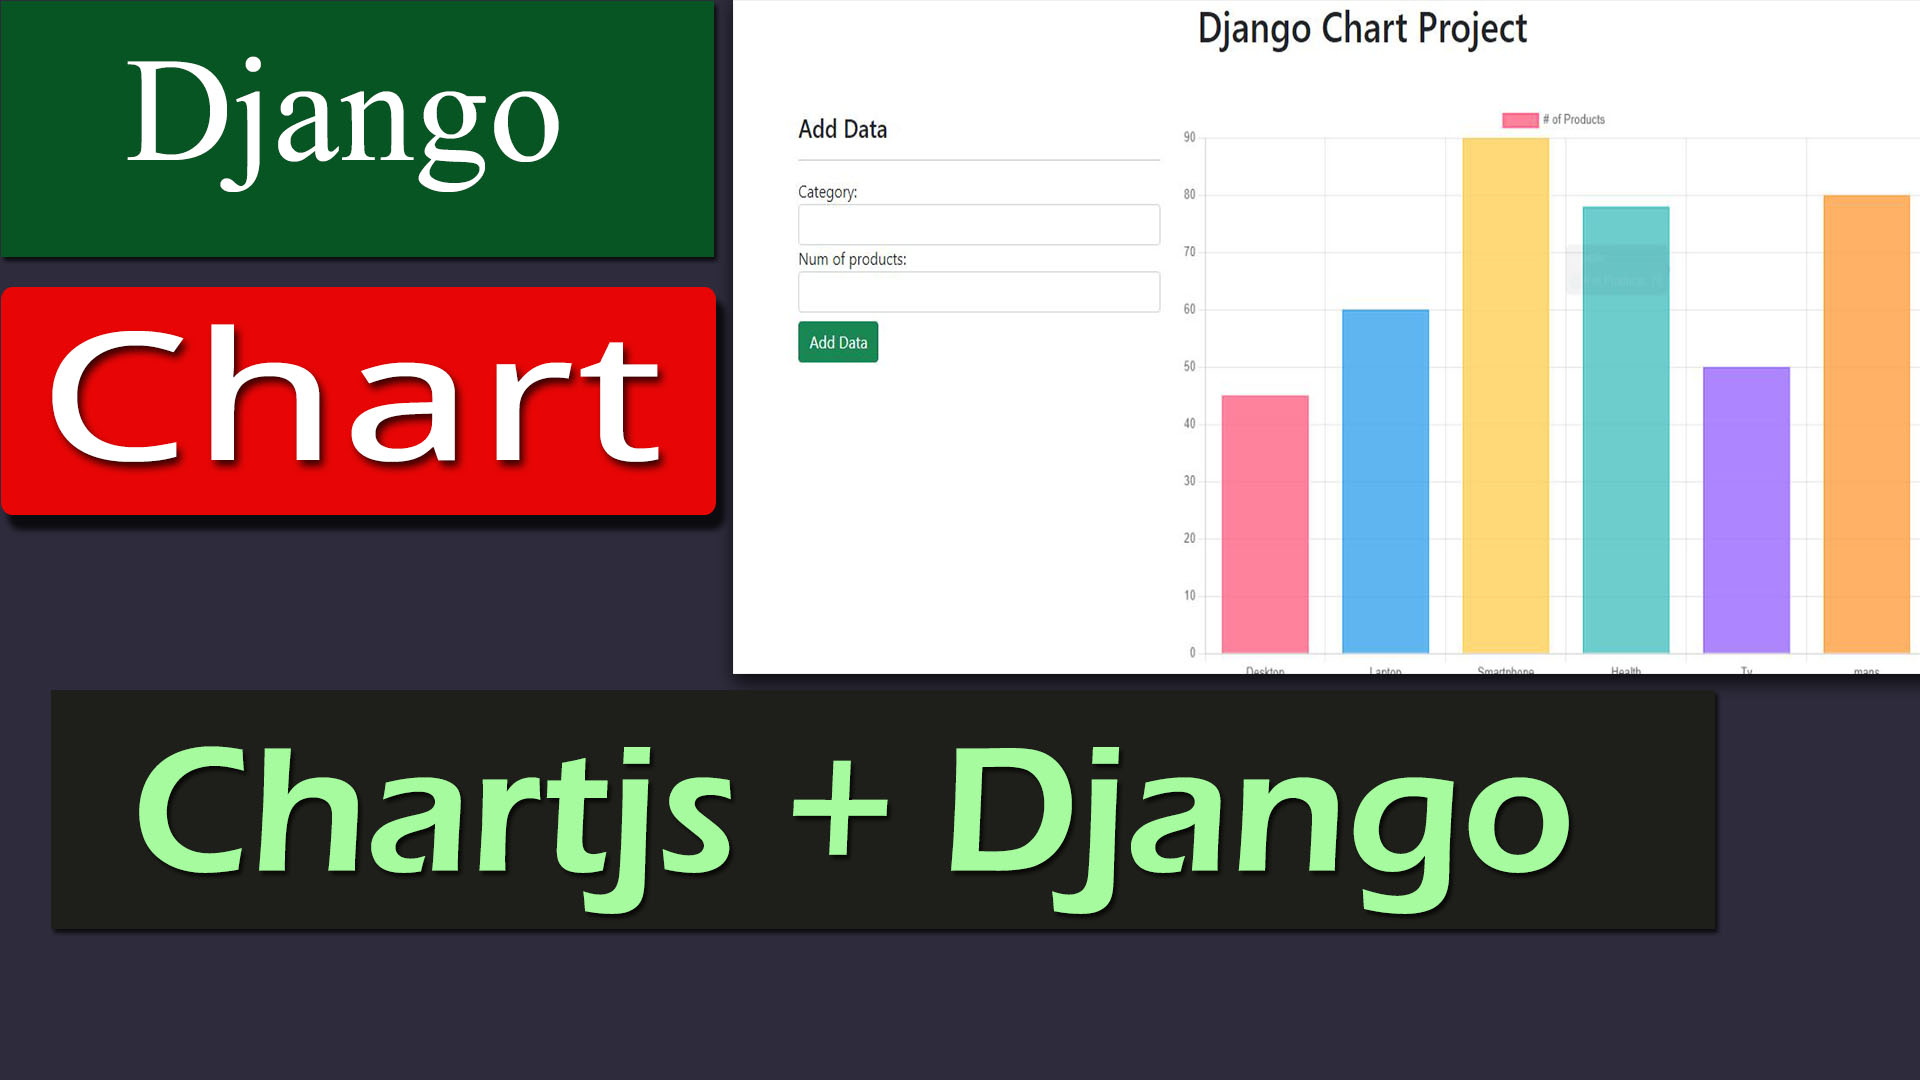 Django
Chart
Django Chart Project
Add Data
Category:
Num of products:
Add Data
# of Products
90
80
70
60
50
40
30
20
10
0
Desktop Laptop Smartphone Health Tv mans
Chartjs + Django